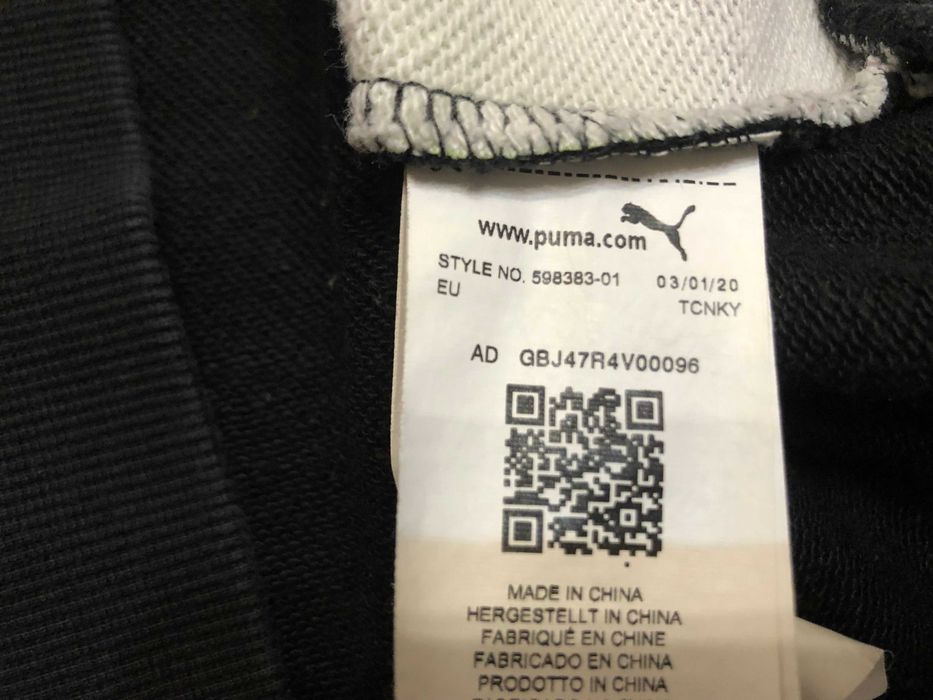 www.puma.com
STYLE NO. 598383-01 03/01/20
EU TCNKY
AD GBJ47R4V00096
MADE IN CHINA
HERGESTELLT IN CHINA
FABRIQUÉ EN CHINE
FABRICADO EN CHINA
PRODOTTO IN CHINA